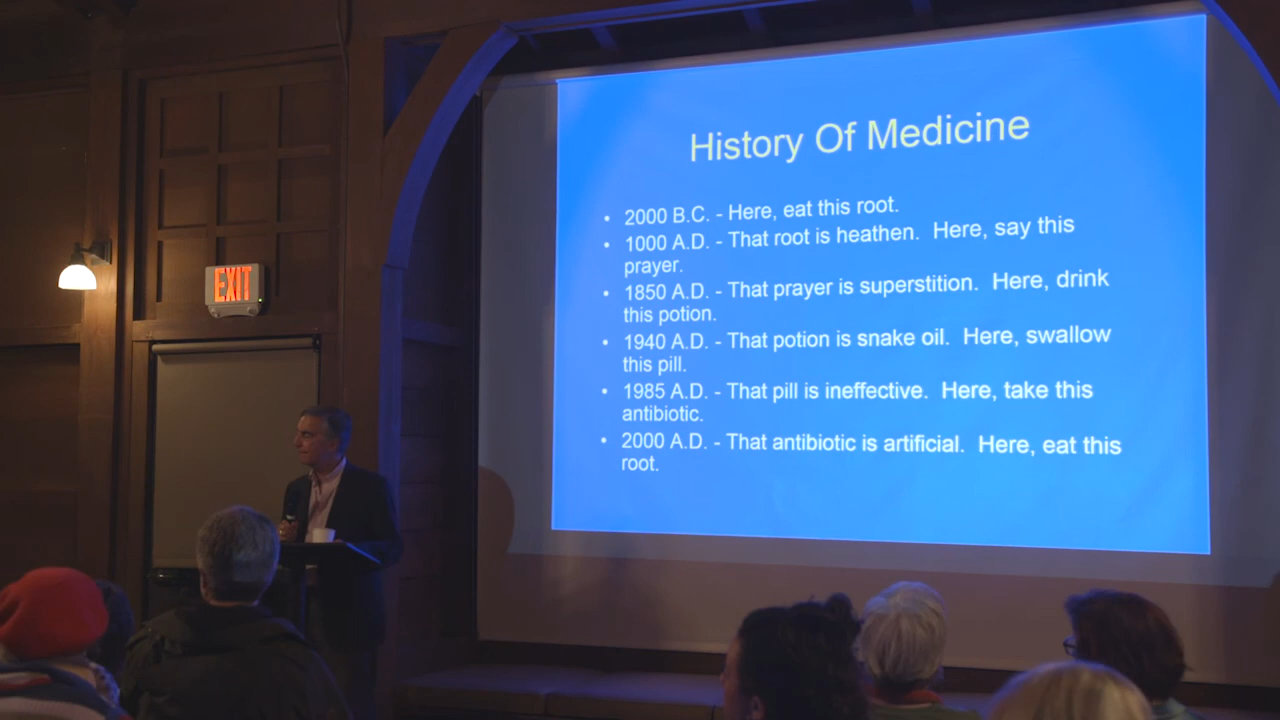 EXIT
History Of Medicine
• 2000 B.C. - Here, eat this root.
• 1000 A.D. - That root is heathen.  Here, say this
prayer.
• 1850 A.D. - That prayer is superstition.  Here, drink
this potion.
• 1940 A.D. - That potion is snake oil.  Here, swallow
this pill.
• 1985 A.D. - That pill is ineffective.  Here, take this
antibiotic.
• 2000 A.D. - That antibiotic is artificial.  Here, eat this
root.